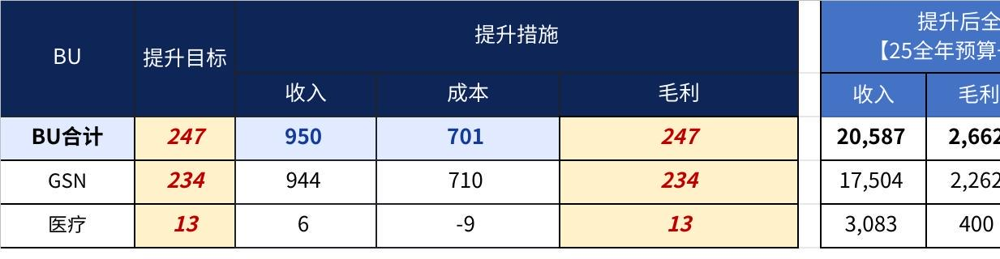 BU 提升目标 提升措施 提升后全
【25全年预算
收入 成本 毛利 收入 毛利
BU合计 247 950 701 247 20,587 2,662
GSN 234 944 710 234 17,504 2,262
医疗 13 6 -9 13 3,083 400